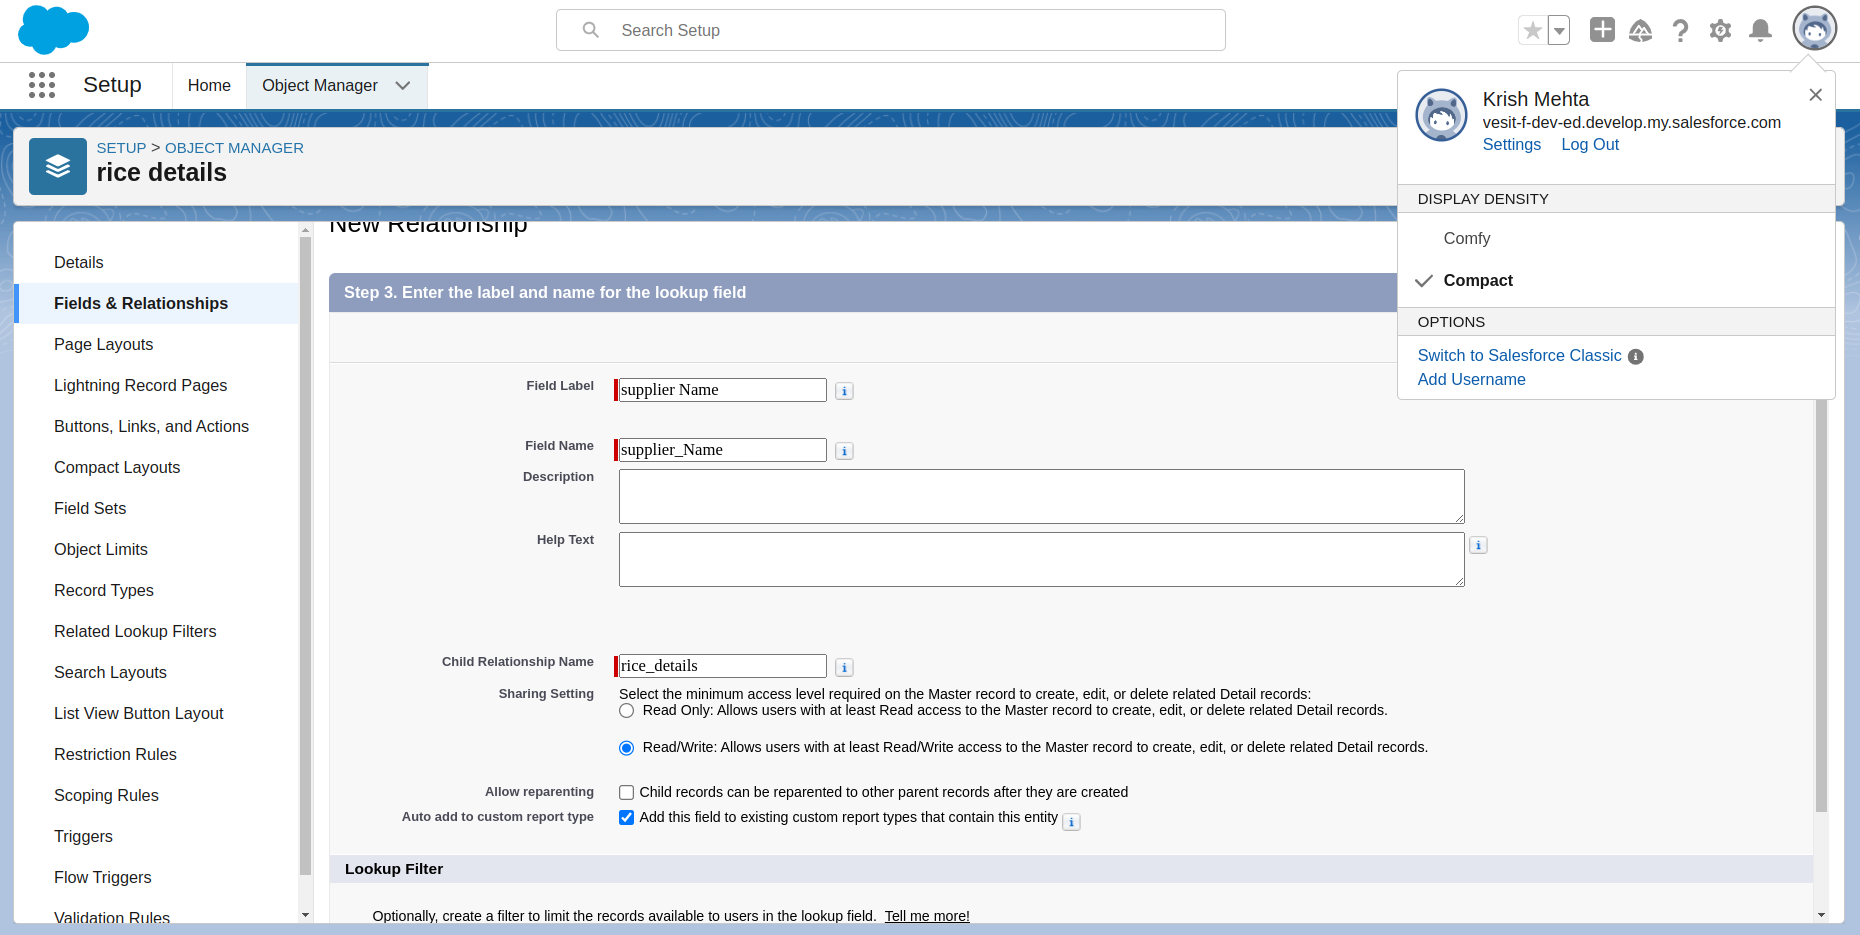 Search Setup
Setup
Home
Object Manager
SETUP > OBJECT MANAGER
rice details
Krish Mehta
vesit-f-dev-ed.develop.my.salesforce.com
Settings Log Out
DISPLAY DENSITY
Comfy
Compact
OPTIONS
Switch to Salesforce Classic
Add Username
Details
Fields & Relationships
Page Layouts
Lightning Record Pages
Buttons, Links, and Actions
Compact Layouts
Field Sets
Object Limits
Record Types
Related Lookup Filters
Search Layouts
List View Button Layout
Restriction Rules
Scoping Rules
Triggers
Flow Triggers
Validation Rules
New Relationship
Step 3. Enter the label and name for the lookup field
Field Label supplier Name
Field Name supplier_Name
Description
Help Text
Child Relationship Name rice_details
Sharing Setting Select the minimum access level required on the Master record to create, edit, or delete related Detail records:
Read Only: Allows users with at least Read access to the Master record to create, edit, or delete related Detail records.
Read/Write: Allows users with at least Read/Write access to the Master record to create, edit, or delete related Detail records.
Allow reparenting Child records can be reparented to other parent records after they are created
Auto add to custom report type Add this field to existing custom report types that contain this entity
Lookup Filter
Optionally, create a filter to limit the records available to users in the lookup field. Tell me more!